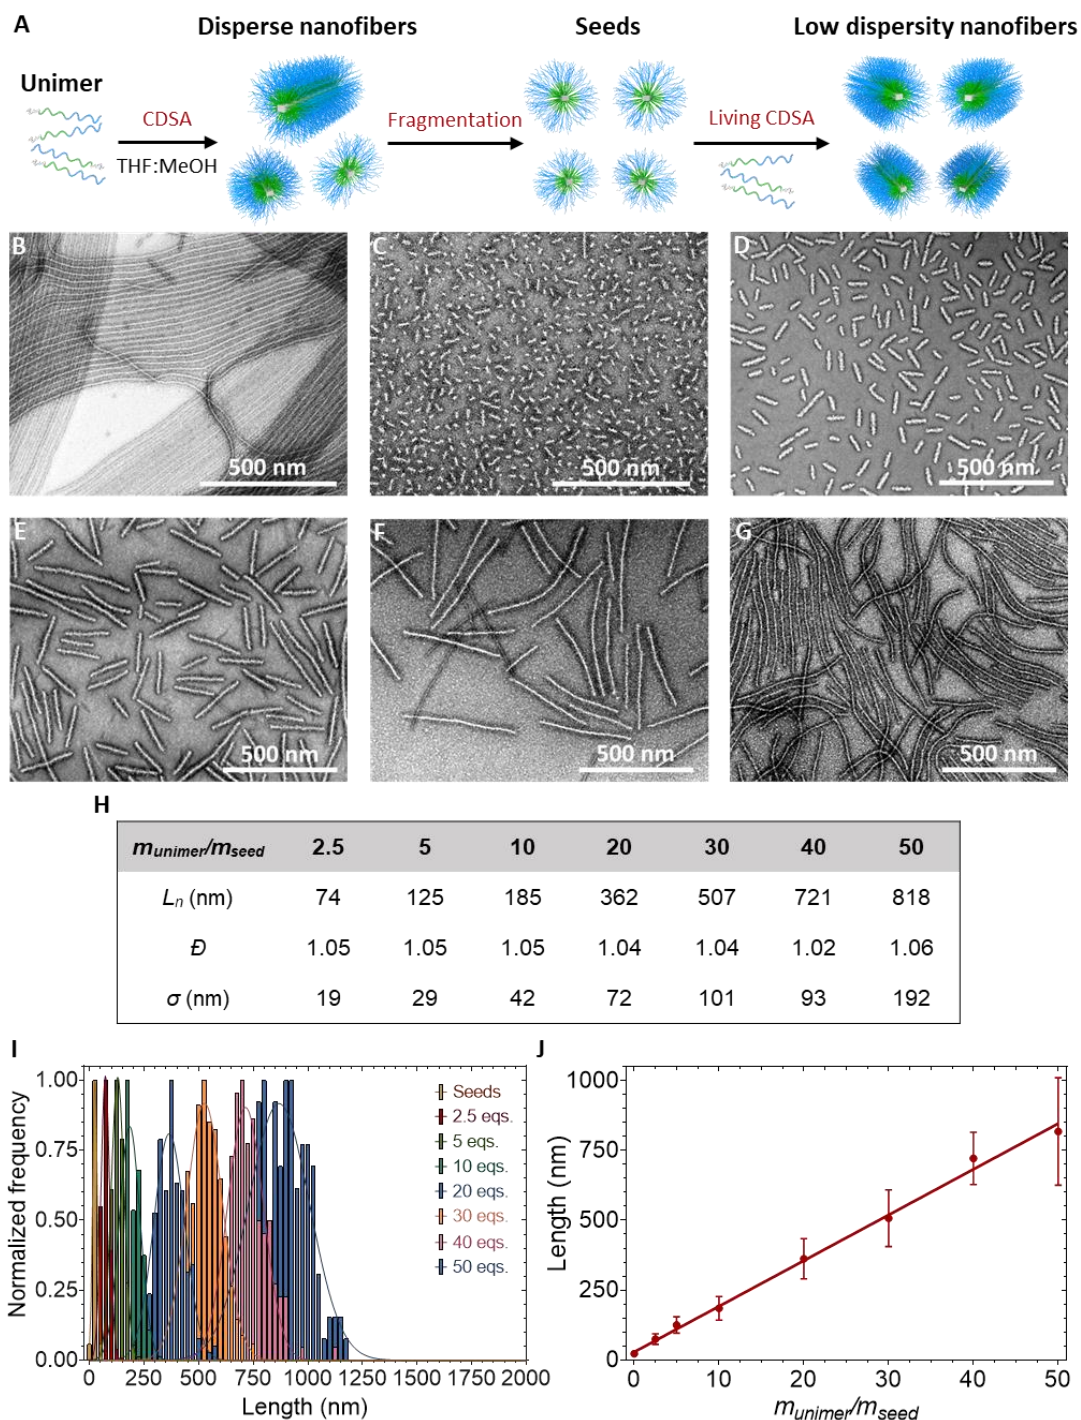 A
Disperse nanofibers
Seeds
Low dispersity nanofibers
Unimer
CDSA
THF:MeOH
Fragmentation
Living CDSA
B
500 nm
C
500 nm
D
500 nm
E
500 nm
F
500 nm
G
500 nm
H
m_unimer/m_seed 2.5 5 10 20 30 40 50
L_n (nm) 74 125 185 362 507 721 818
Đ 1.05 1.05 1.05 1.04 1.04 1.02 1.06
σ (nm) 19 29 42 72 101 93 192
I
Normalized frequency
1.00
0.75
0.50
0.25
0.00
0 250 500 750 1000 1250 1500 1750 2000
Length (nm)
Seeds
2.5 eqs.
5 eqs.
10 eqs.
20 eqs.
30 eqs.
40 eqs.
50 eqs.
J
Length (nm)
1000
750
500
250
0
0 10 20 30 40 50
m_unimer/m_seed